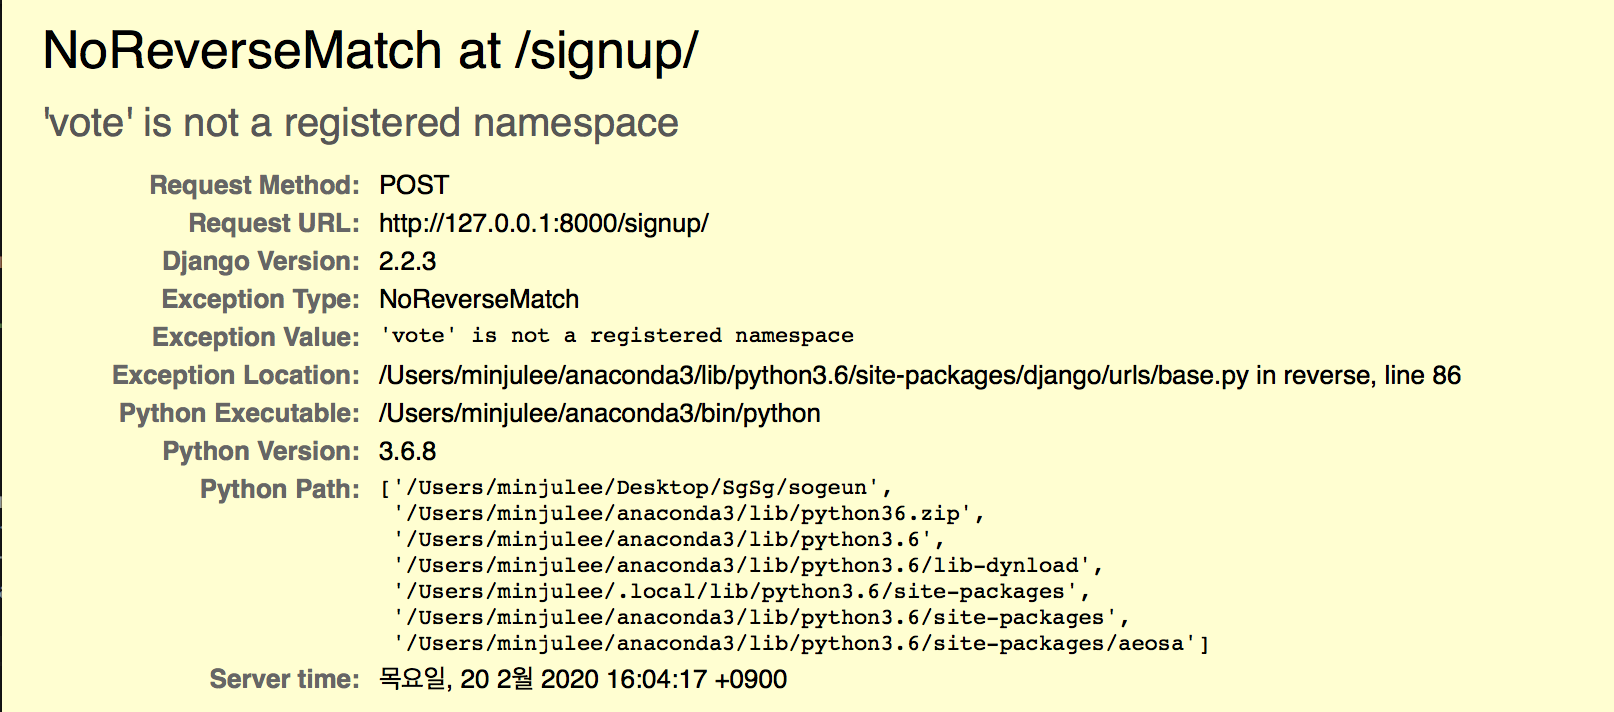 NoReverseMatch at /signup/
'vote' is not a registered namespace
Request Method: POST
Request URL: http://127.0.0.1:8000/signup/
Django Version: 2.2.3
Exception Type: NoReverseMatch
Exception Value: 'vote' is not a registered namespace
Exception Location: /Users/minjulee/anaconda3/lib/python3.6/site-packages/django/urls/base.py in reverse, line 86
Python Executable: /Users/minjulee/anaconda3/bin/python
Python Version: 3.6.8
Python Path: ['/Users/minjulee/Desktop/SgSg/sogeun',
'/Users/minjulee/anaconda3/lib/python36.zip',
'/Users/minjulee/anaconda3/lib/python3.6',
'/Users/minjulee/anaconda3/lib/python3.6/lib-dynload',
'/Users/minjulee/.local/lib/python3.6/site-packages',
'/Users/minjulee/anaconda3/lib/python3.6/site-packages',
'/Users/minjulee/anaconda3/lib/python3.6/site-packages/aeosa']
Server time: 목요일, 20 2월 2020 16:04:17 +0900